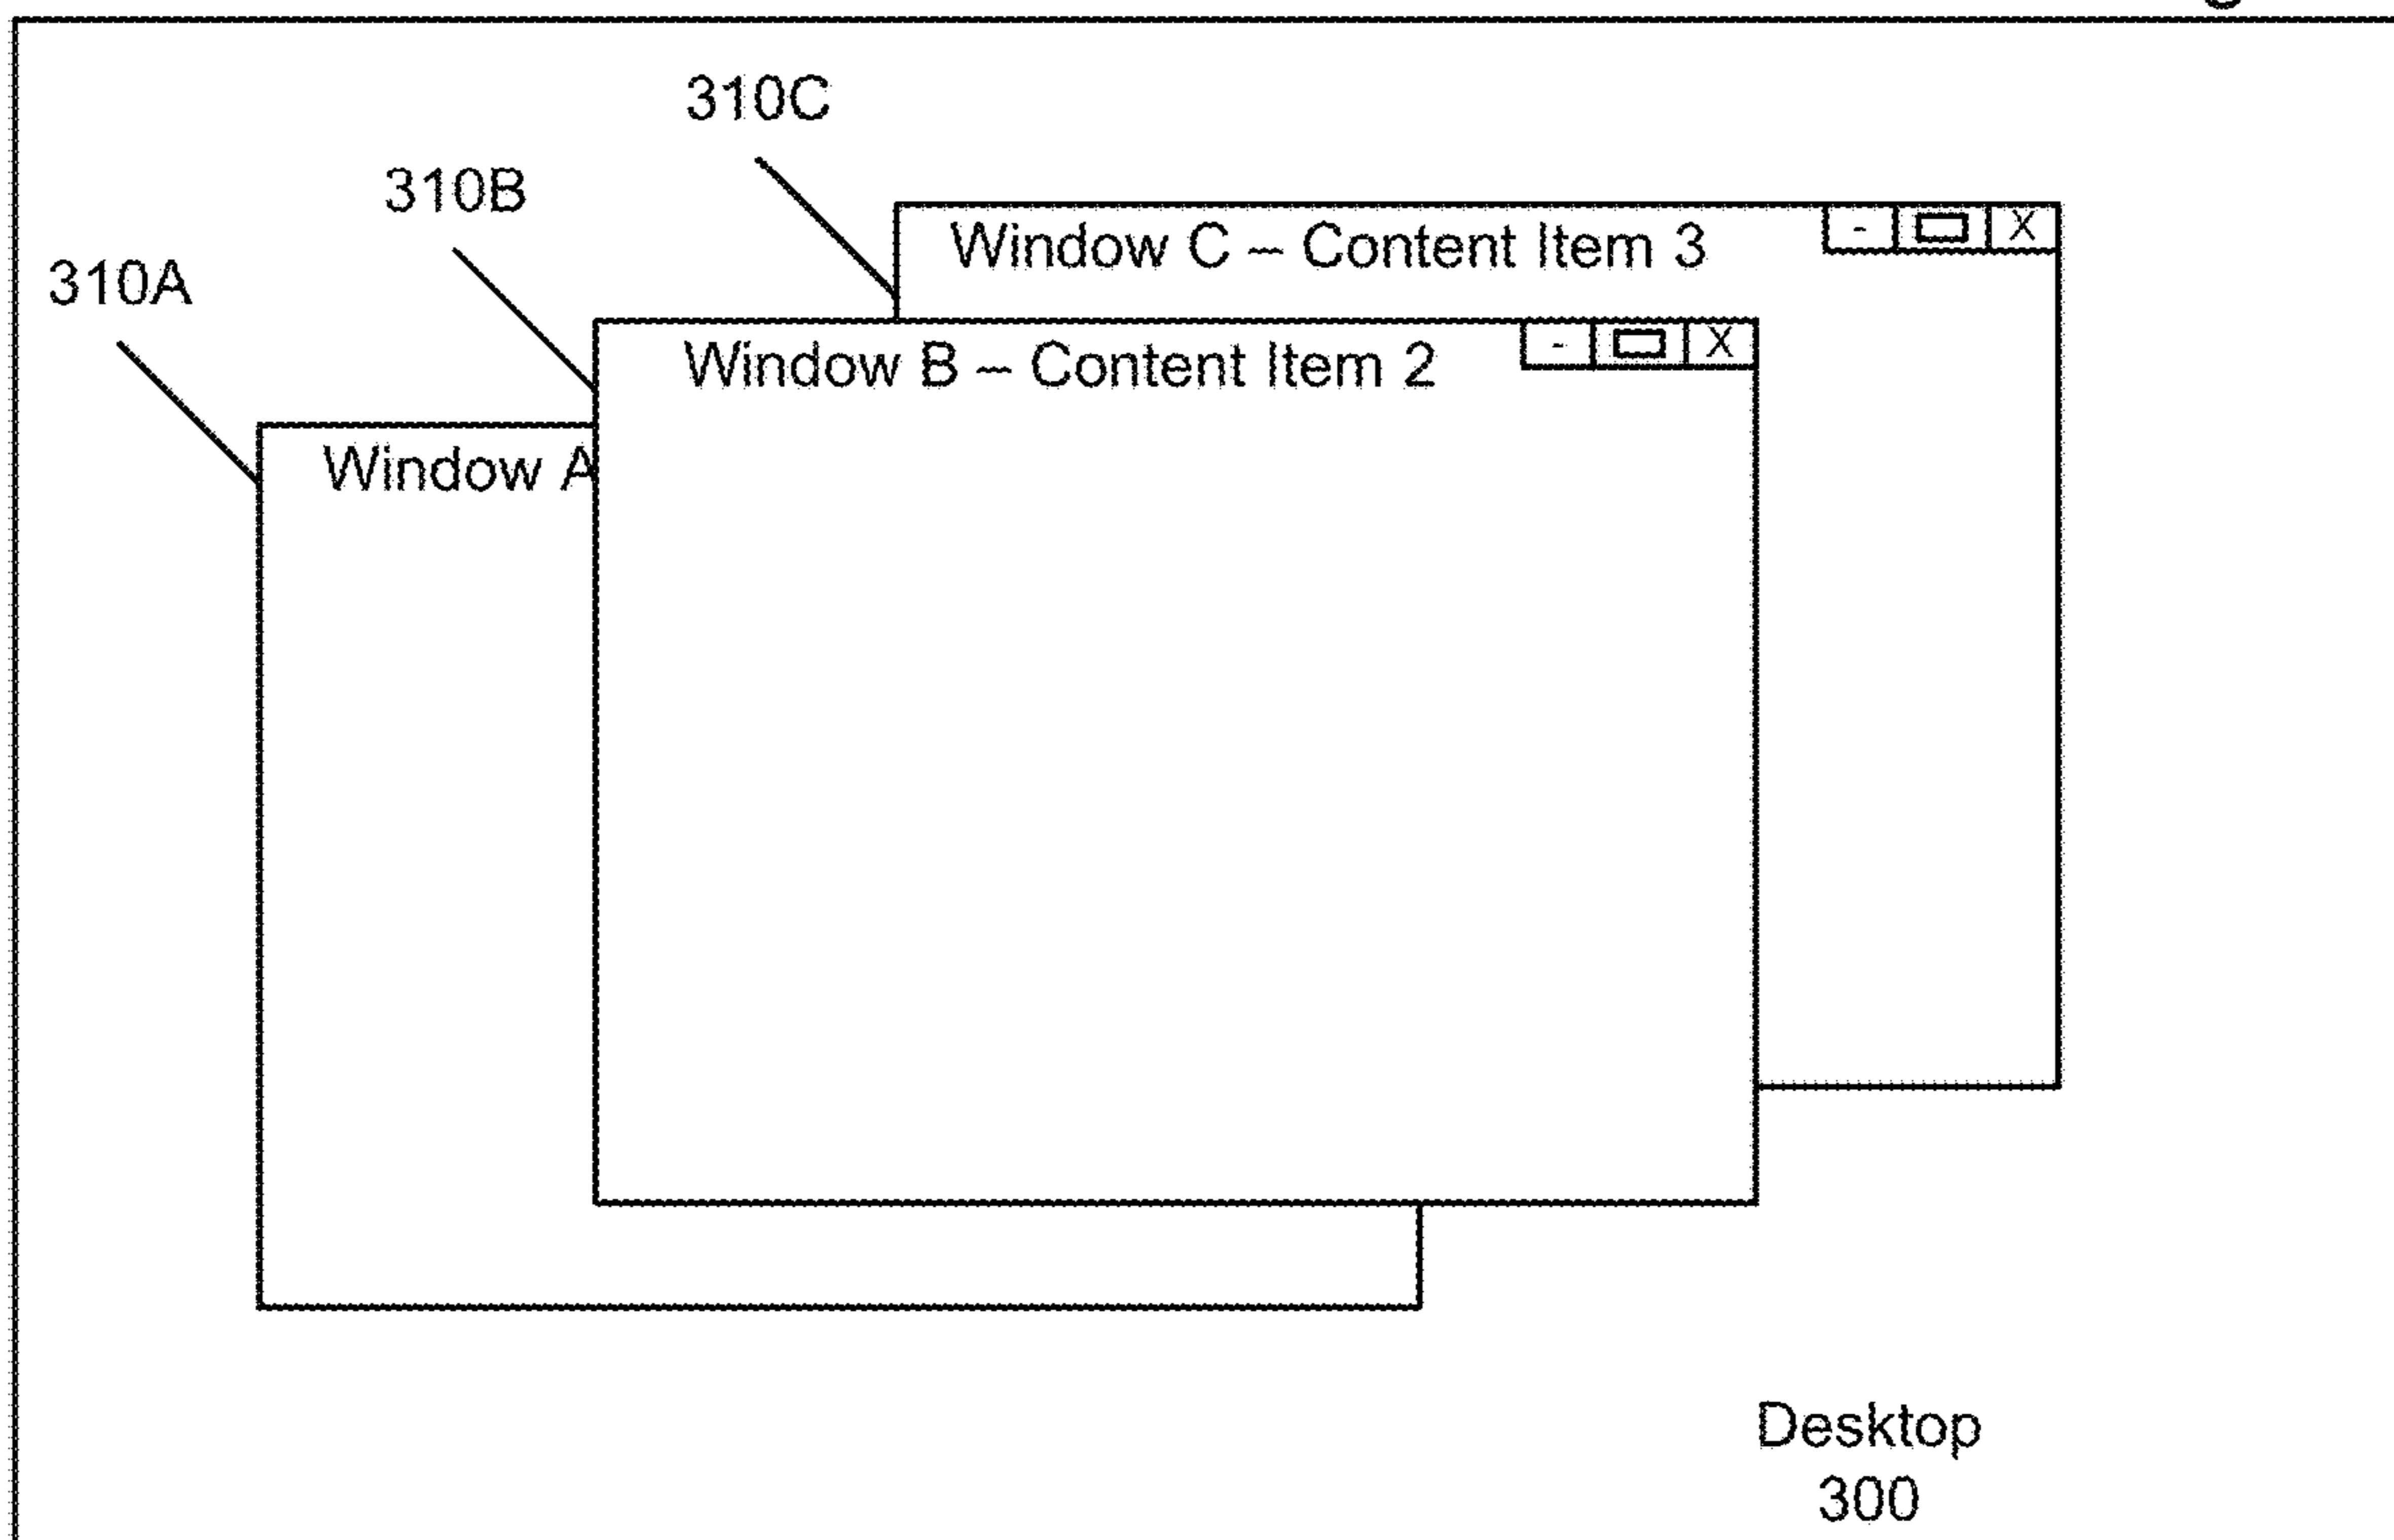 310C
310B
310A
Window C – Content Item 3
- X
Window B – Content Item 2
- X
Window A
Desktop
300